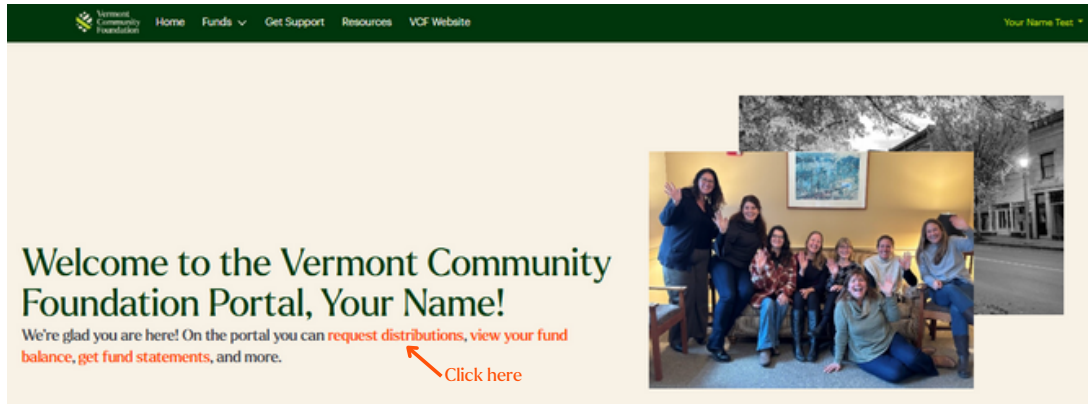 Vermont
Community
Foundation
Home Funds Get Support Resources VCF Website
Your Name Test
Welcome to the Vermont Community
Foundation Portal, Your Name!
We're glad you are here! On the portal you can request distributions, view your fund
balance, get fund statements, and more.
Click here